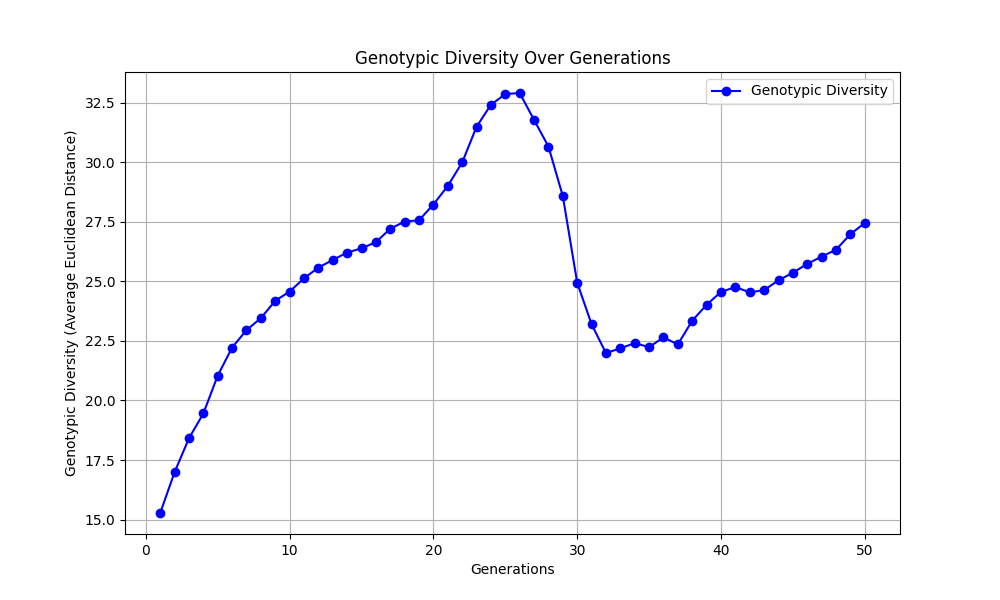 Genotypic Diversity Over Generations
Genotypic Diversity
Genotypic Diversity (Average Euclidean Distance)
32.5
30.0
27.5
25.0
22.5
20.0
17.5
15.0
0 10 20 30 40 50
Generations